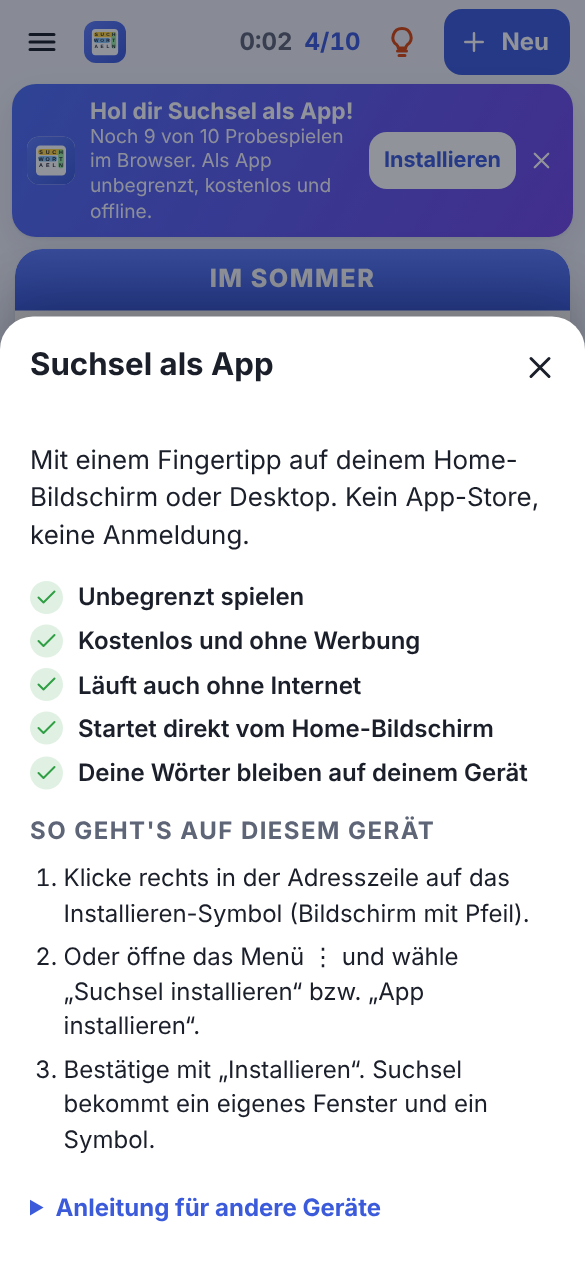 0:02 4/10 Neu
Hol dir Suchsel als App!
Noch 9 von 10 Probespielen
im Browser. Als App
unbegrenzt, kostenlos und
offline.
Installieren
IM SOMMER
Suchsel als App
Mit einem Fingertipp auf deinem Home-
Bildschirm oder Desktop. Kein App-Store,
keine Anmeldung.
Unbegrenzt spielen
Kostenlos und ohne Werbung
Läuft auch ohne Internet
Startet direkt vom Home-Bildschirm
Deine Wörter bleiben auf deinem Gerät
SO GEHT'S AUF DIESEM GERÄT
1. Klicke rechts in der Adresszeile auf das
Installieren-Symbol (Bildschirm mit Pfeil).
2. Oder öffne das Menü ⋮ und wähle
„Suchsel installieren“ bzw. „App
installieren“.
3. Bestätige mit „Installieren“. Suchsel
bekommt ein eigenes Fenster und ein
Symbol.
Anleitung für andere Geräte